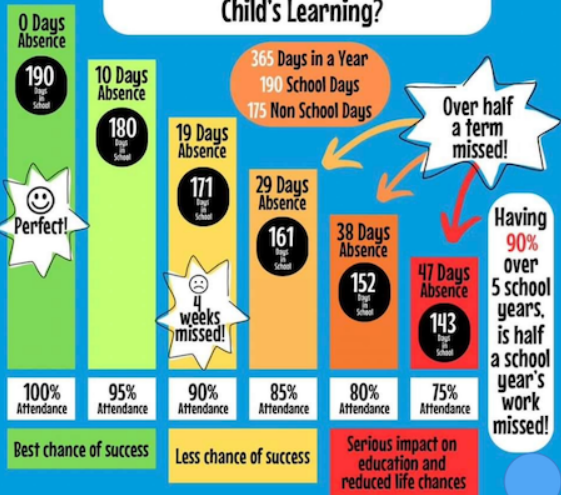 Child's Learning?
0 Days
Absence
190
Days
in
School
Perfect!
10 Days
Absence
180
Days
in
School
19 Days
Absence
171
Days
in
School
4
weeks
missed!
365 Days in a Year
190 School Days
175 Non School Days
29 Days
Absence
161
Days
in
School
38 Days
Absence
152
Days
in
School
47 Days
Absence
143
Days
in
School
Over half
a term
missed!
Having
90%
over
5 school
years,
is half
a school
year's
work
missed!
100%
Attendance
95%
Attendance
90%
Attendance
85%
Attendance
80%
Attendance
75%
Attendance
Best chance of success
Less chance of success
Serious impact on
education and
reduced life chances